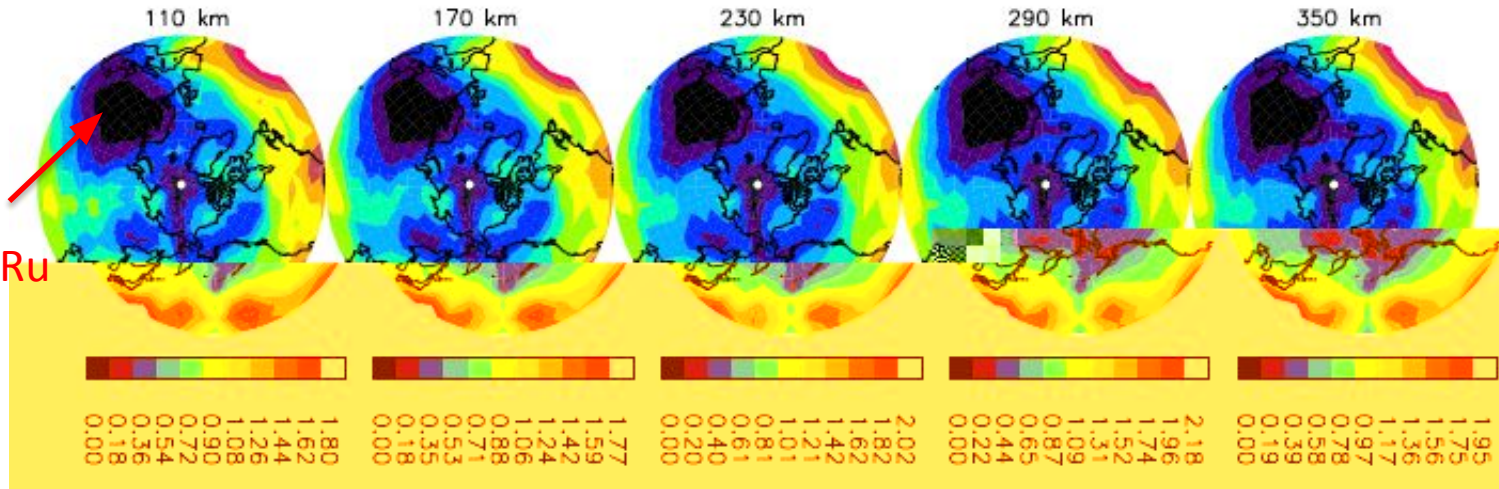 110 km 170 km 230 km 290 km 350 km
Ru
0.00 0.18 0.36 0.54 0.72 0.90 1.08 1.26 1.44 1.62 1.80
0.00 0.18 0.35 0.53 0.71 0.88 1.06 1.24 1.42 1.59 1.77
0.00 0.20 0.40 0.61 0.81 1.01 1.21 1.42 1.62 1.82 2.02
0.00 0.22 0.44 0.65 0.87 1.09 1.31 1.52 1.74 1.96 2.18
0.00 0.19 0.39 0.58 0.78 0.97 1.17 1.36 1.56 1.75 1.95